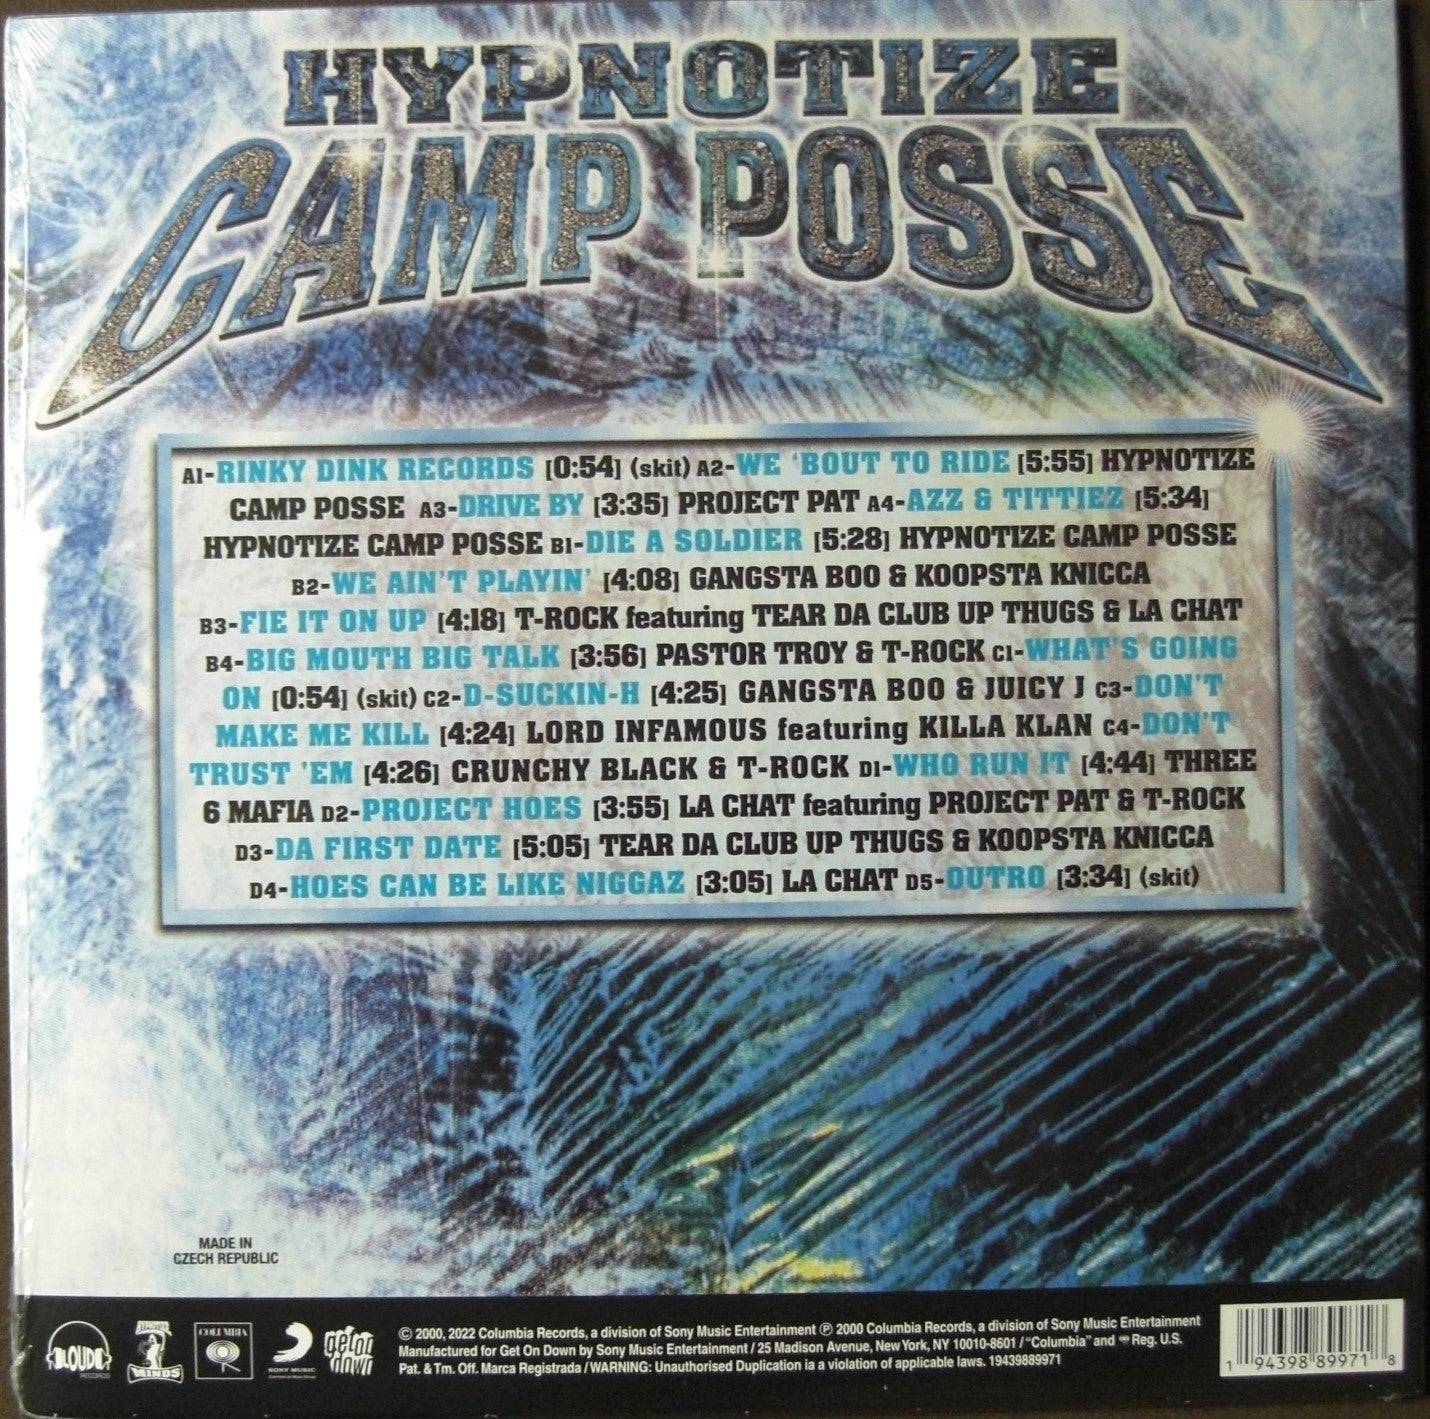 HYPNOTIZE
CAMP POSSE
A1-RINKY DINK RECORDS [0:54] (skit) A2-WE 'BOUT TO RIDE [5:55] HYPNOTIZE
CAMP POSSE A3-DRIVE BY [3:35] PROJECT PAT A4-AZZ & TITTIEZ [5:34]
HYPNOTIZE CAMP POSSE B1-DIE A SOLDIER [5:28] HYPNOTIZE CAMP POSSE
B2-WE AIN'T PLAYIN' [4:08] GANGSTA BOO & KOOPSTA KNICCA
B3-FIE IT ON UP [4:18] T-ROCK featuring TEAR DA CLUB UP THUGS & LA CHAT
B4-BIG MOUTH BIG TALK [3:56] PASTOR TROY & T-ROCK C1-WHAT'S GOING
ON [0:54] (skit) C2-D-SUCKIN-H [4:25] GANGSTA BOO & JUICY J C3-DON'T
MAKE ME KILL [4:24] LORD INFAMOUS featuring KILLA KLAN C4-DON'T
TRUST 'EM [4:26] CRUNCHY BLACK & T-ROCK D1-WHO RUN IT [4:44] THREE
6 MAFIA D2-PROJECT HOES [3:55] LA CHAT featuring PROJECT PAT & T-ROCK
D3-DA FIRST DATE [5:05] TEAR DA CLUB UP THUGS & KOOPSTA KNICCA
D4-HOES CAN BE LIKE NIGGAZ [3:05] LA CHAT D5-OUTRO [3:34] (skit)
MADE IN
CZECH REPUBLIC
LOUD
RECORDS
MINDS
COLUMBIA
SONY MUSIC
get on
down
© 2000, 2022 Columbia Records, a division of Sony Music Entertainment ℗ 2000 Columbia Records, a division of Sony Music Entertainment
Manufactured for Get On Down by Sony Music Entertainment / 25 Madison Avenue, New York, NY 10010-8601 / "Columbia" and Reg. U.S.
Pat. & Tm. Off. Marca Registrada / WARNING: Unauthorised Duplication is a violation of applicable laws. 19439889971
1 94398 89971 8